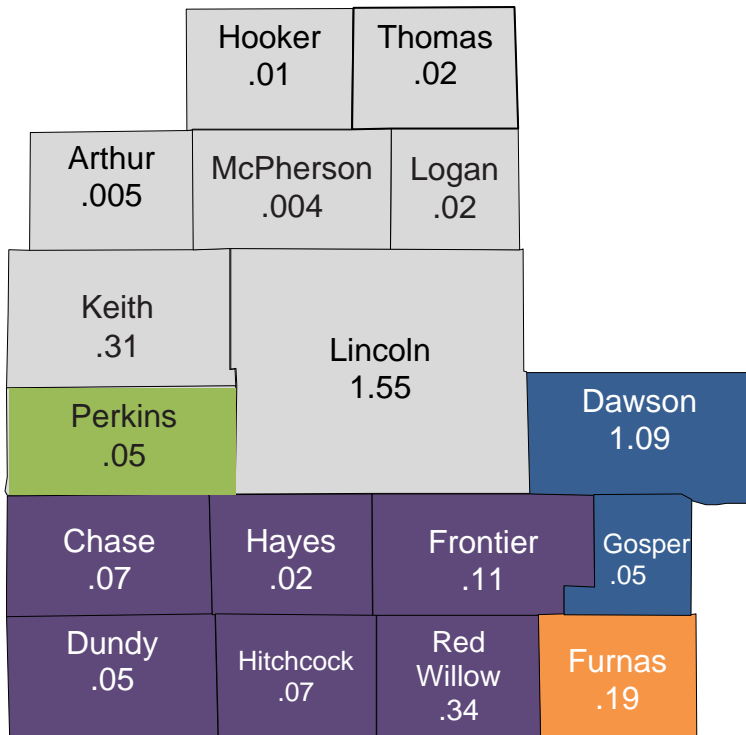 Hooker
.01
Thomas
.02
Arthur
.005
McPherson
.004
Logan
.02
Keith
.31
Lincoln
1.55
Perkins
.05
Dawson
1.09
Chase
.07
Hayes
.02
Frontier
.11
Gosper
.05
Dundy
.05
Hitchcock
.07
Red
Willow
.34
Furnas
.19